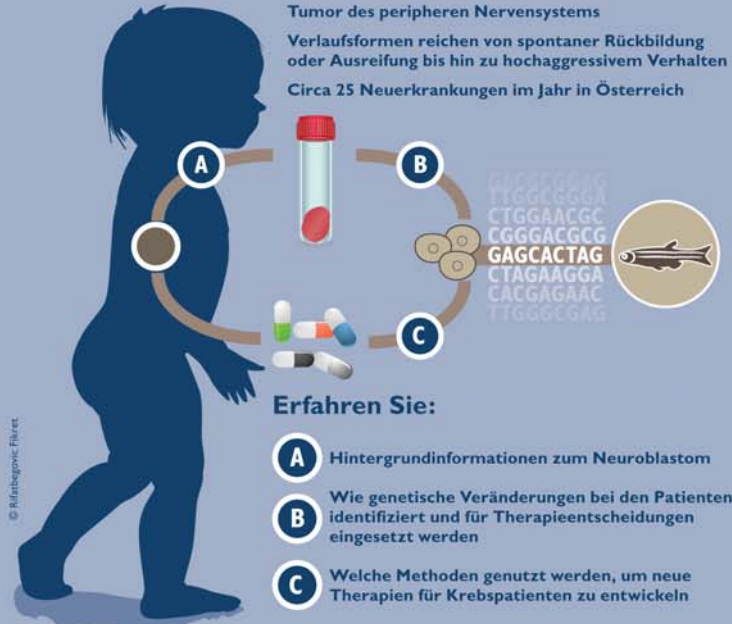 Tumor des peripheren Nervensystems
Verlaufsformen reichen von spontaner Rückbildung
oder Ausreifung bis hin zu hochaggressivem Verhalten
Circa 25 Neuerkrankungen im Jahr in Österreich
A
B
TTGGCGGGA
CTGGAACGC
CGGGACGCG
GAGCACTAG
CTAGAAGGA
CACGAGAAC
TTGGGCGAG
C
Erfahren Sie:
A Hintergrundinformationen zum Neuroblastom
B Wie genetische Veränderungen bei den Patienten
identifiziert und für Therapieentscheidungen
eingesetzt werden
C Welche Methoden genutzt werden, um neue
Therapien für Krebspatienten zu entwickeln
© Rifatbegovic Fikret